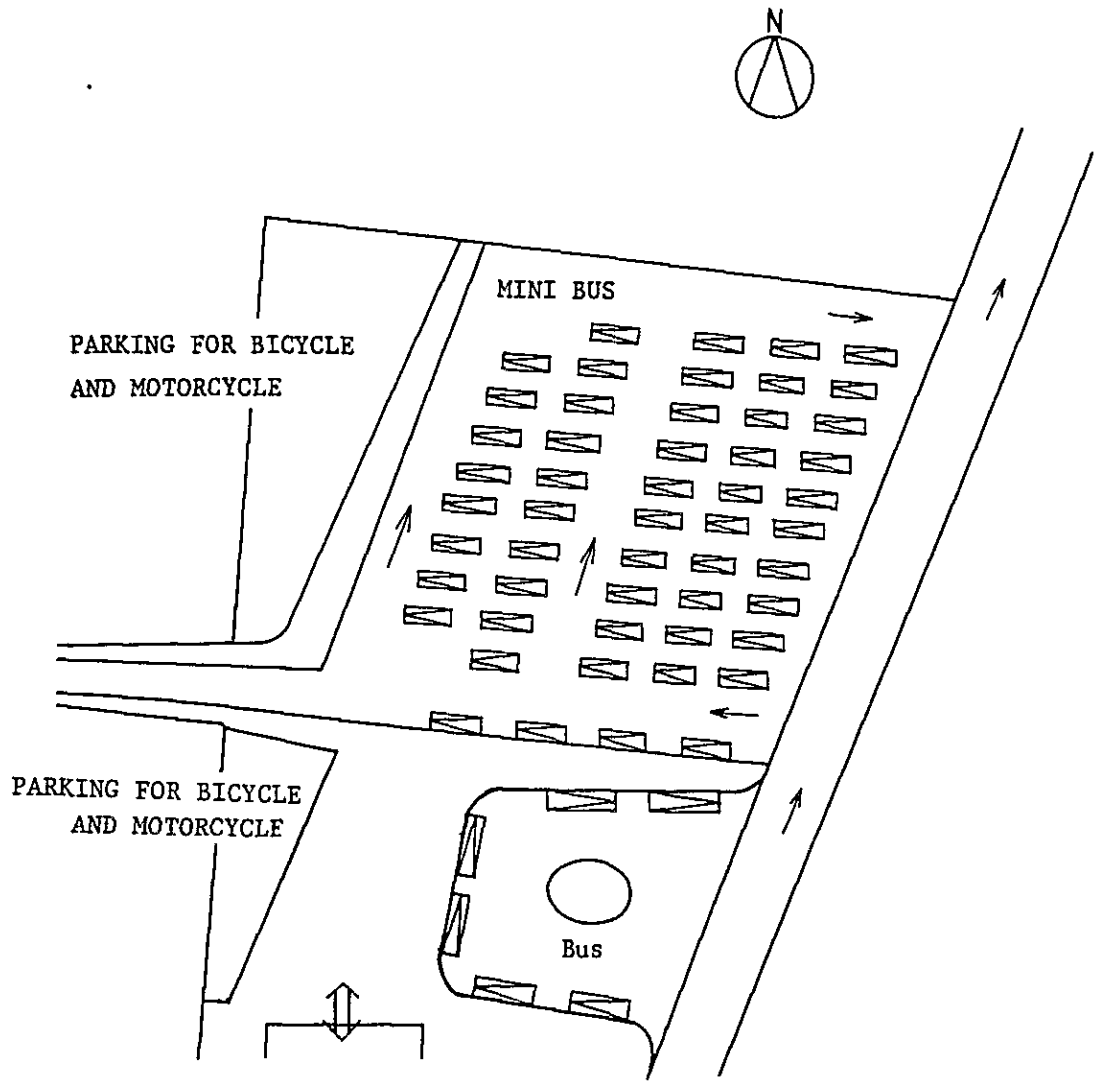 N
MINI BUS
PARKING FOR BICYCLE
AND MOTORCYCLE
PARKING FOR BICYCLE
AND MOTORCYCLE
Bus